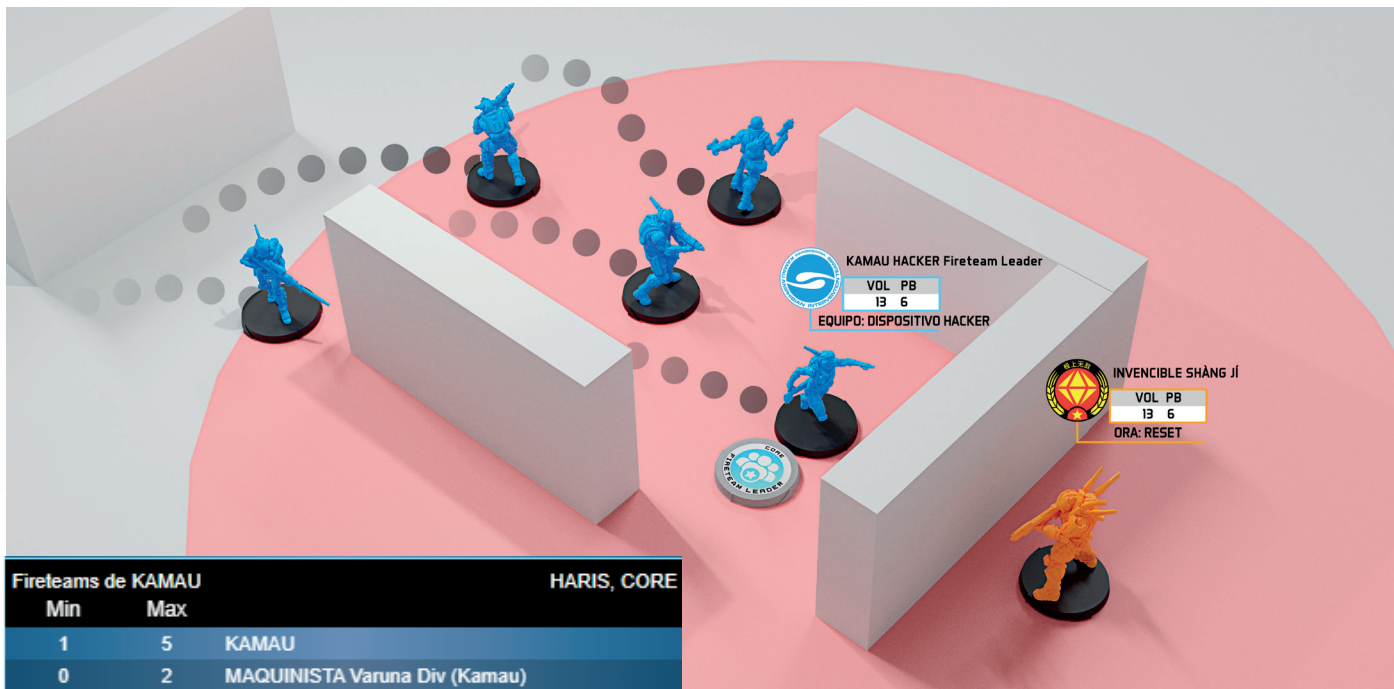 KAMAU HACKER Fireteam Leader
VOL PB
13 6
EQUIPO: DISPOSITIVO HACKER
INVENCIBLE SHÀNG JÍ
VOL PB
13 6
ORA: RESET
CORE
FIRETEAM LEADER
Fireteams de KAMAU HARIS, CORE
Min Max
1 5 KAMAU
0 2 MAQUINISTA Varuna Div (Kamau)